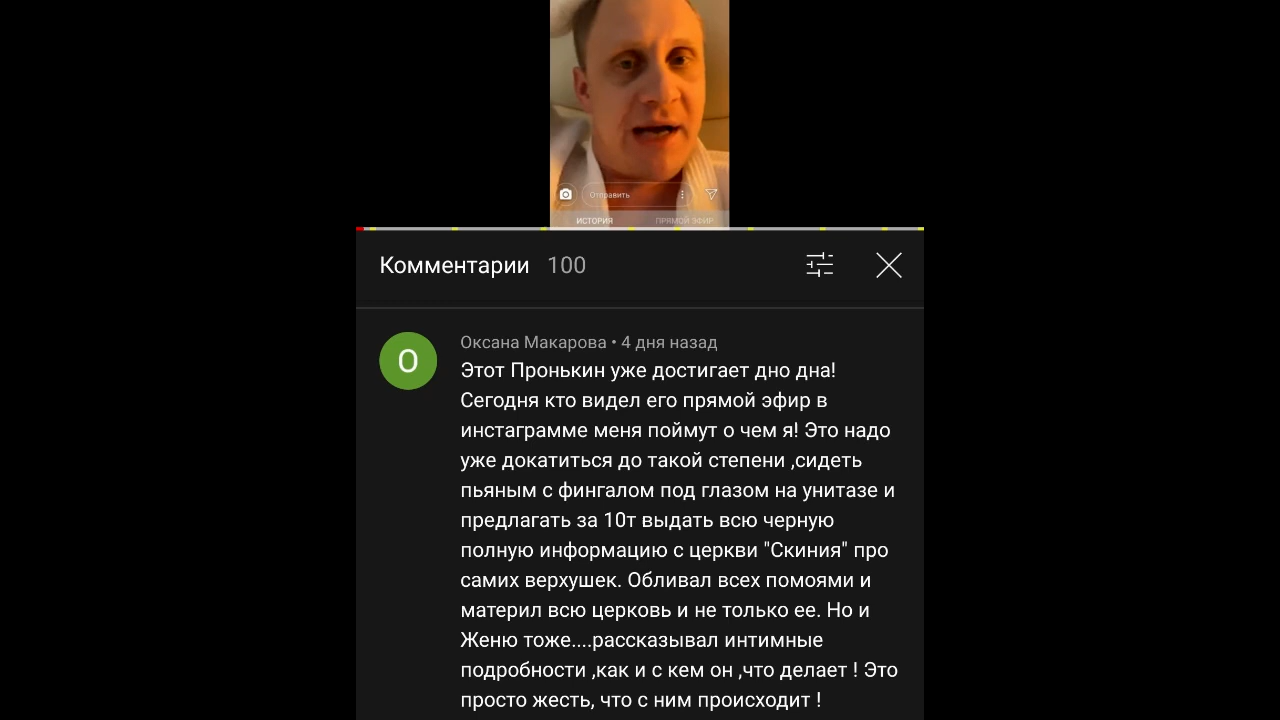 Отправить
ИСТОРИЯ ПРЯМОЙ ЭФИР
Комментарии 100
О
Оксана Макарова • 4 дня назад
Этот Пронькин уже достигает дно дна!
Сегодня кто видел его прямой эфир в
инстаграмме меня поймут о чем я! Это надо
уже докатиться до такой степени ,сидеть
пьяным с фингалом под глазом на унитазе и
предлагать за 10т выдать всю черную
полную информацию с церкви "Скиния" про
самих верхушек. Обливал всех помоями и
материл всю церковь и не только ее. Но и
Женю тоже....рассказывал интимные
подробности ,как и с кем он ,что делает ! Это
просто жесть, что с ним происходит !